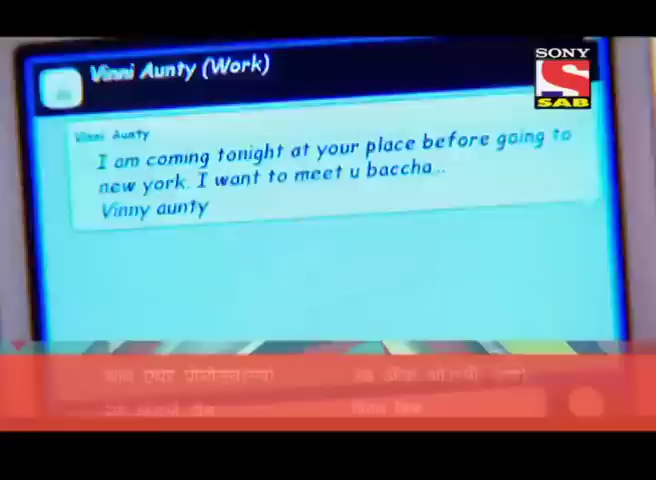 Vinni Aunty (Work)
SONY
S
SAB
Vinni Aunty
I am coming tonight at your place before going to
new york. I want to meet u baccha...
Vinny aunty